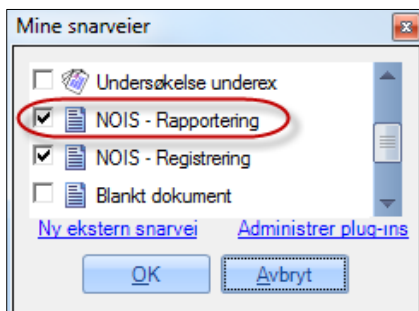 Mine snarveier
Undersøkelse underex
NOIS - Rapportering
NOIS - Registrering
Blankt dokument
Ny ekstern snarvei Administrer plug-ins
OK Avbryt